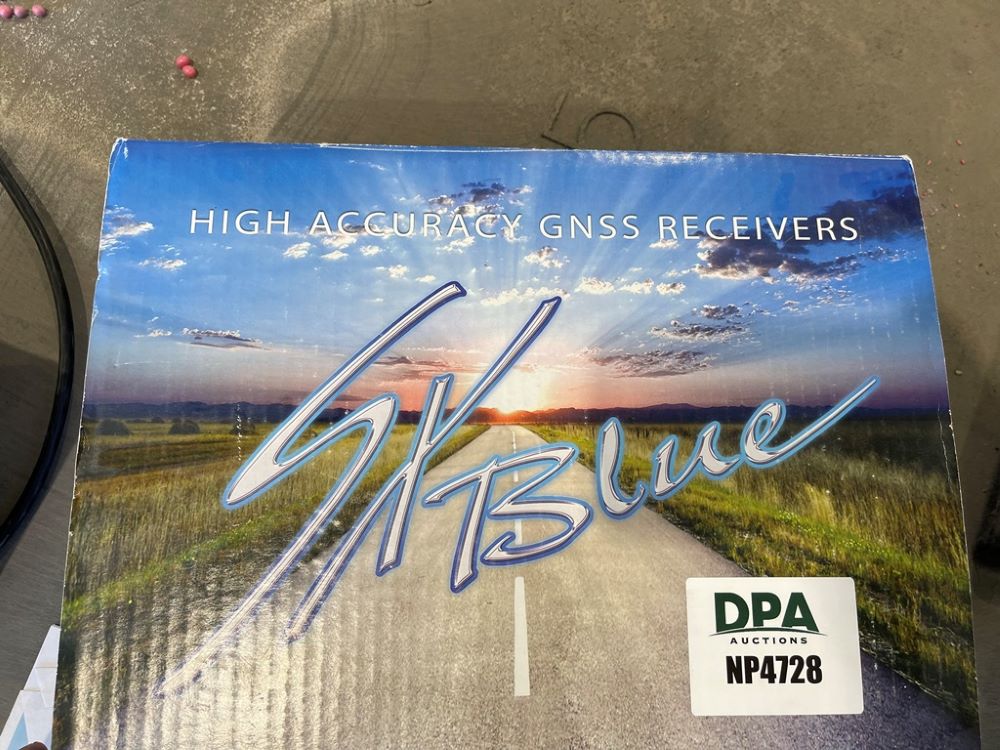 HIGH ACCURACY GNSS RECEIVERS
SXBlue
DPA
AUCTIONS
NP4728